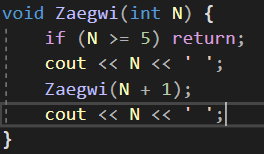 void Zaegwi(int N) {
    if (N >= 5) return;
    cout << N << ' ';
    Zaegwi(N + 1);
    cout << N << ' ';
}